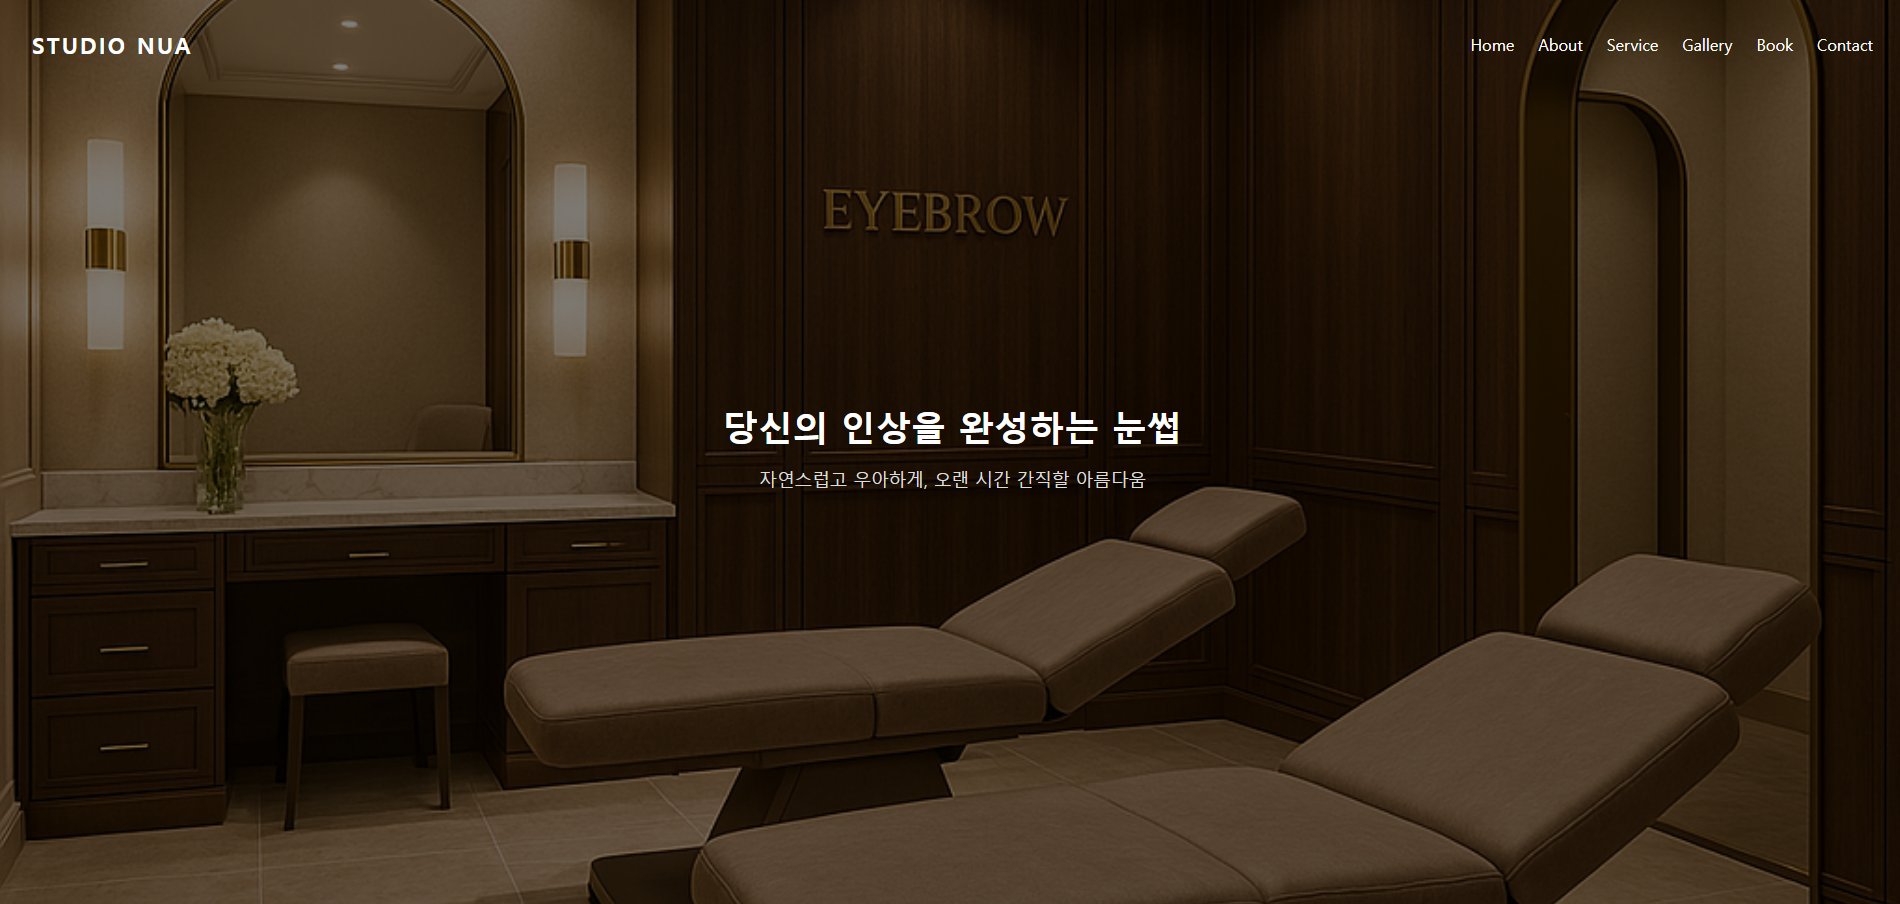 STUDIO NUA
Home About Service Gallery Book Contact
EYEBROW
당신의 인상을 완성하는 눈썹
자연스럽고 우아하게, 오랜 시간 간직할 아름다움